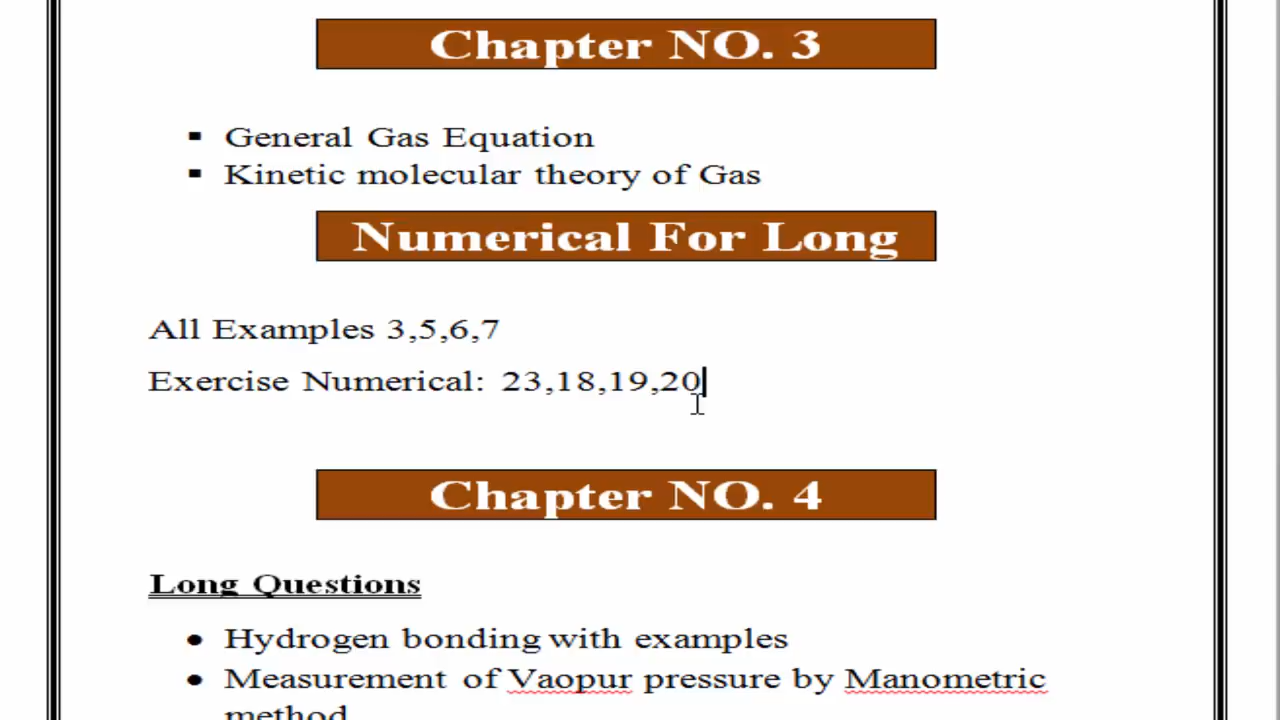 Chapter NO. 3
▪ General Gas Equation
▪ Kinetic molecular theory of Gas
Numerical For Long
All Examples 3,5,6,7
Exercise Numerical: 23,18,19,20
Chapter NO. 4
Long Questions
• Hydrogen bonding with examples
• Measurement of Vaopur pressure by Manometric
method